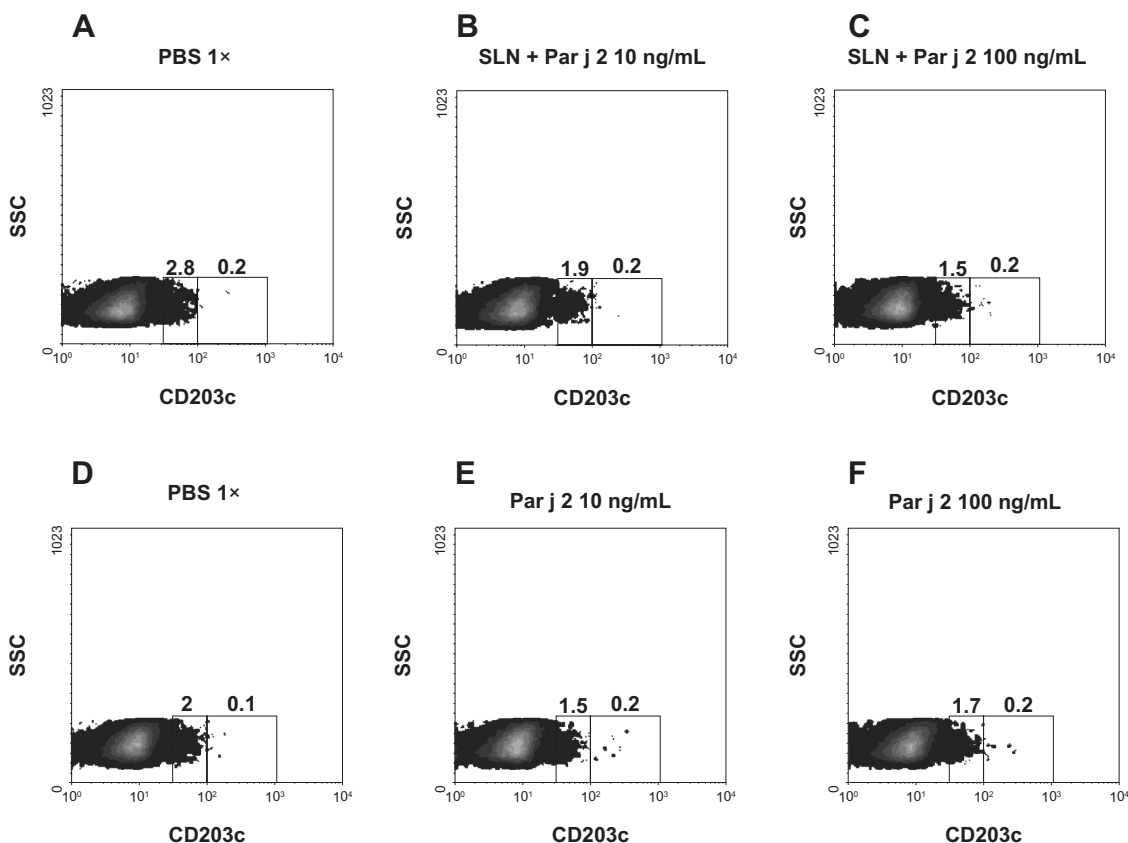 A
PBS 1×
1023
SSC
0
2.8 0.2
10⁰ 10¹ 10² 10³ 10⁴
CD203c
B
SLN + Par j 2 10 ng/mL
1023
SSC
0
1.9 0.2
10⁰ 10¹ 10² 10³ 10⁴
CD203c
C
SLN + Par j 2 100 ng/mL
1023
SSC
0
1.5 0.2
10⁰ 10¹ 10² 10³ 10⁴
CD203c
D
PBS 1×
1023
SSC
0
2 0.1
10⁰ 10¹ 10² 10³ 10⁴
CD203c
E
Par j 2 10 ng/mL
1023
SSC
0
1.5 0.2
10⁰ 10¹ 10² 10³ 10⁴
CD203c
F
Par j 2 100 ng/mL
1023
SSC
0
1.7 0.2
10⁰ 10¹ 10² 10³ 10⁴
CD203c